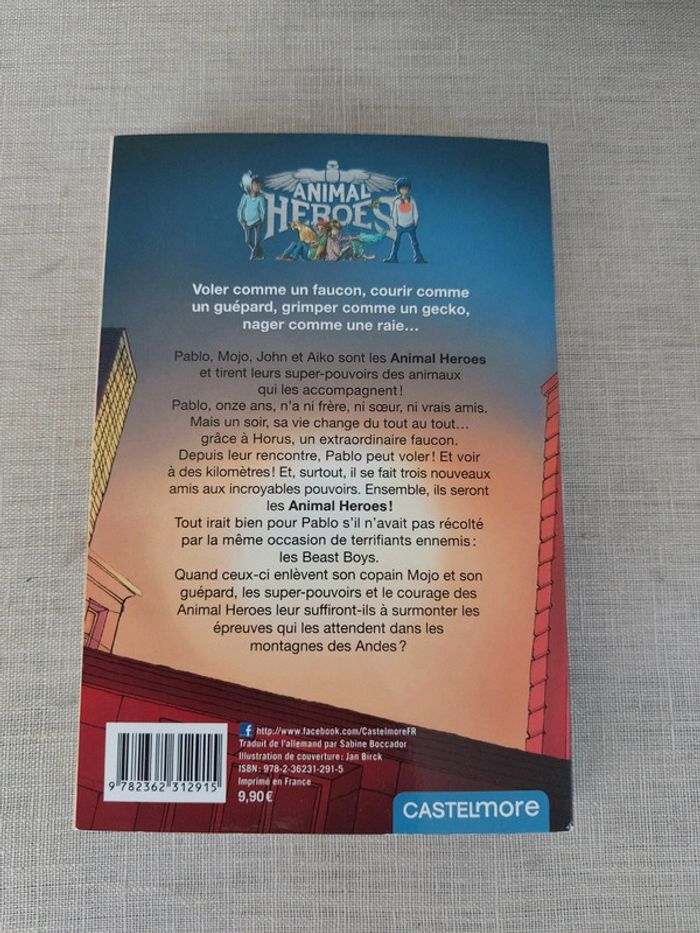 ANIMAL
HEROES
Voler comme un faucon, courir comme
un guépard, grimper comme un gecko,
nager comme une raie…
Pablo, Mojo, John et Aiko sont les Animal Heroes
et tirent leurs super-pouvoirs des animaux
qui les accompagnent !
Pablo, onze ans, n'a ni frère, ni sœur, ni vrais amis.
Mais un soir, sa vie change du tout au tout…
grâce à Horus, un extraordinaire faucon.
Depuis leur rencontre, Pablo peut voler ! Et voir
à des kilomètres ! Et, surtout, il se fait trois nouveaux
amis aux incroyables pouvoirs. Ensemble, ils seront
les Animal Heroes !
Tout irait bien pour Pablo s'il n'avait pas récolté
par la même occasion de terrifiants ennemis :
les Beast Boys.
Quand ceux-ci enlèvent son copain Mojo et son
guépard, les super-pouvoirs et le courage des
Animal Heroes leur suffiront-ils à surmonter les
épreuves qui les attendent dans les
montagnes des Andes ?
f http://www.facebook.com/CastelmoreFR
Traduit de l'allemand par Sabine Boccador
Illustration de couverture : Jan Birck
ISBN : 978-2-36231-291-5
Imprimé en France
9,90 €
9 782362 312915
CASTELmore